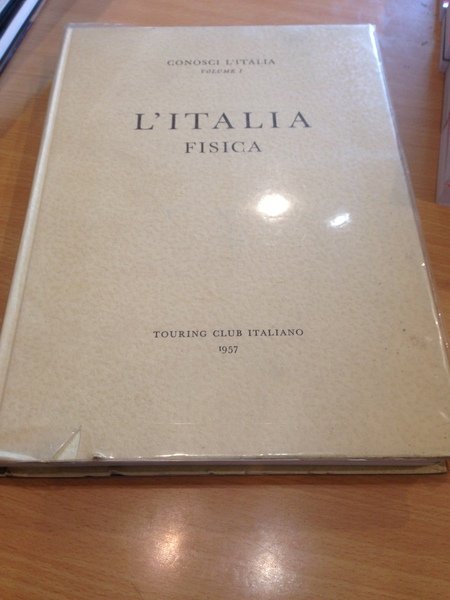 CONOSCI L'ITALIA
VOLUME I
L'ITALIA
FISICA
TOURING CLUB ITALIANO
1957